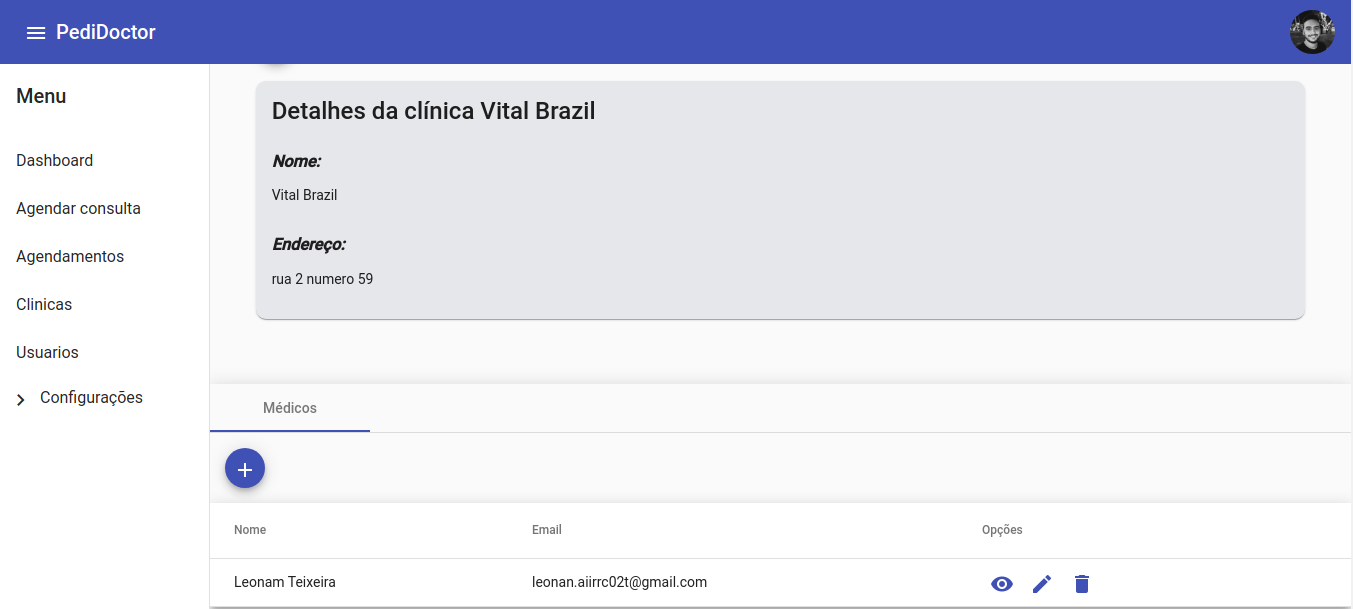 PediDoctor
Menu
Dashboard
Agendar consulta
Agendamentos
Clinicas
Usuarios
Configurações
Detalhes da clínica Vital Brazil
Nome:
Vital Brazil
Endereço:
rua 2 numero 59
Médicos
Nome Email Opções
Leonam Teixeira leonan.aiirrc02t@gmail.com